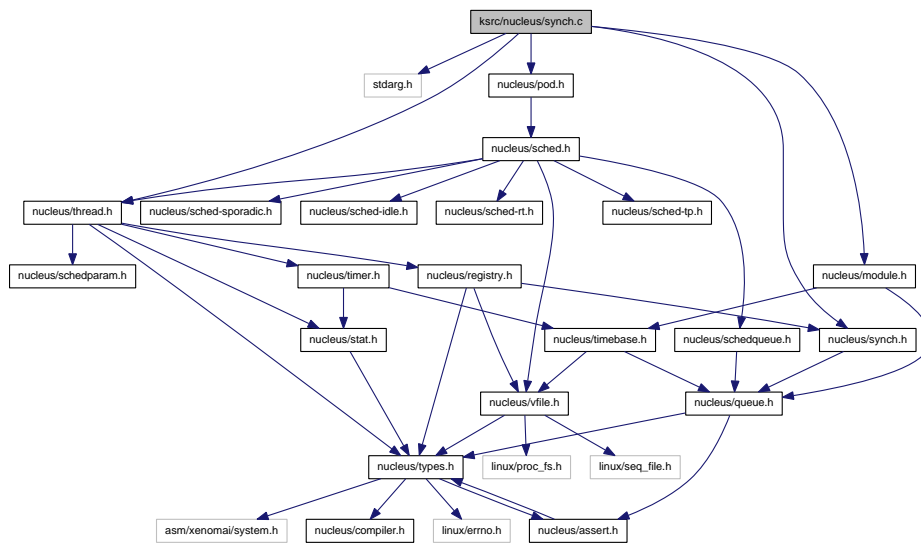 ksrc/nucleus/synch.c
stdarg.h
nucleus/pod.h
nucleus/sched.h
nucleus/thread.h
nucleus/sched-sporadic.h
nucleus/sched-idle.h
nucleus/sched-rt.h
nucleus/sched-tp.h
nucleus/schedparam.h
nucleus/timer.h
nucleus/registry.h
nucleus/module.h
nucleus/stat.h
nucleus/timebase.h
nucleus/schedqueue.h
nucleus/synch.h
nucleus/vfile.h
nucleus/queue.h
nucleus/types.h
linux/proc_fs.h
linux/seq_file.h
asm/xenomai/system.h
nucleus/compiler.h
linux/errno.h
nucleus/assert.h